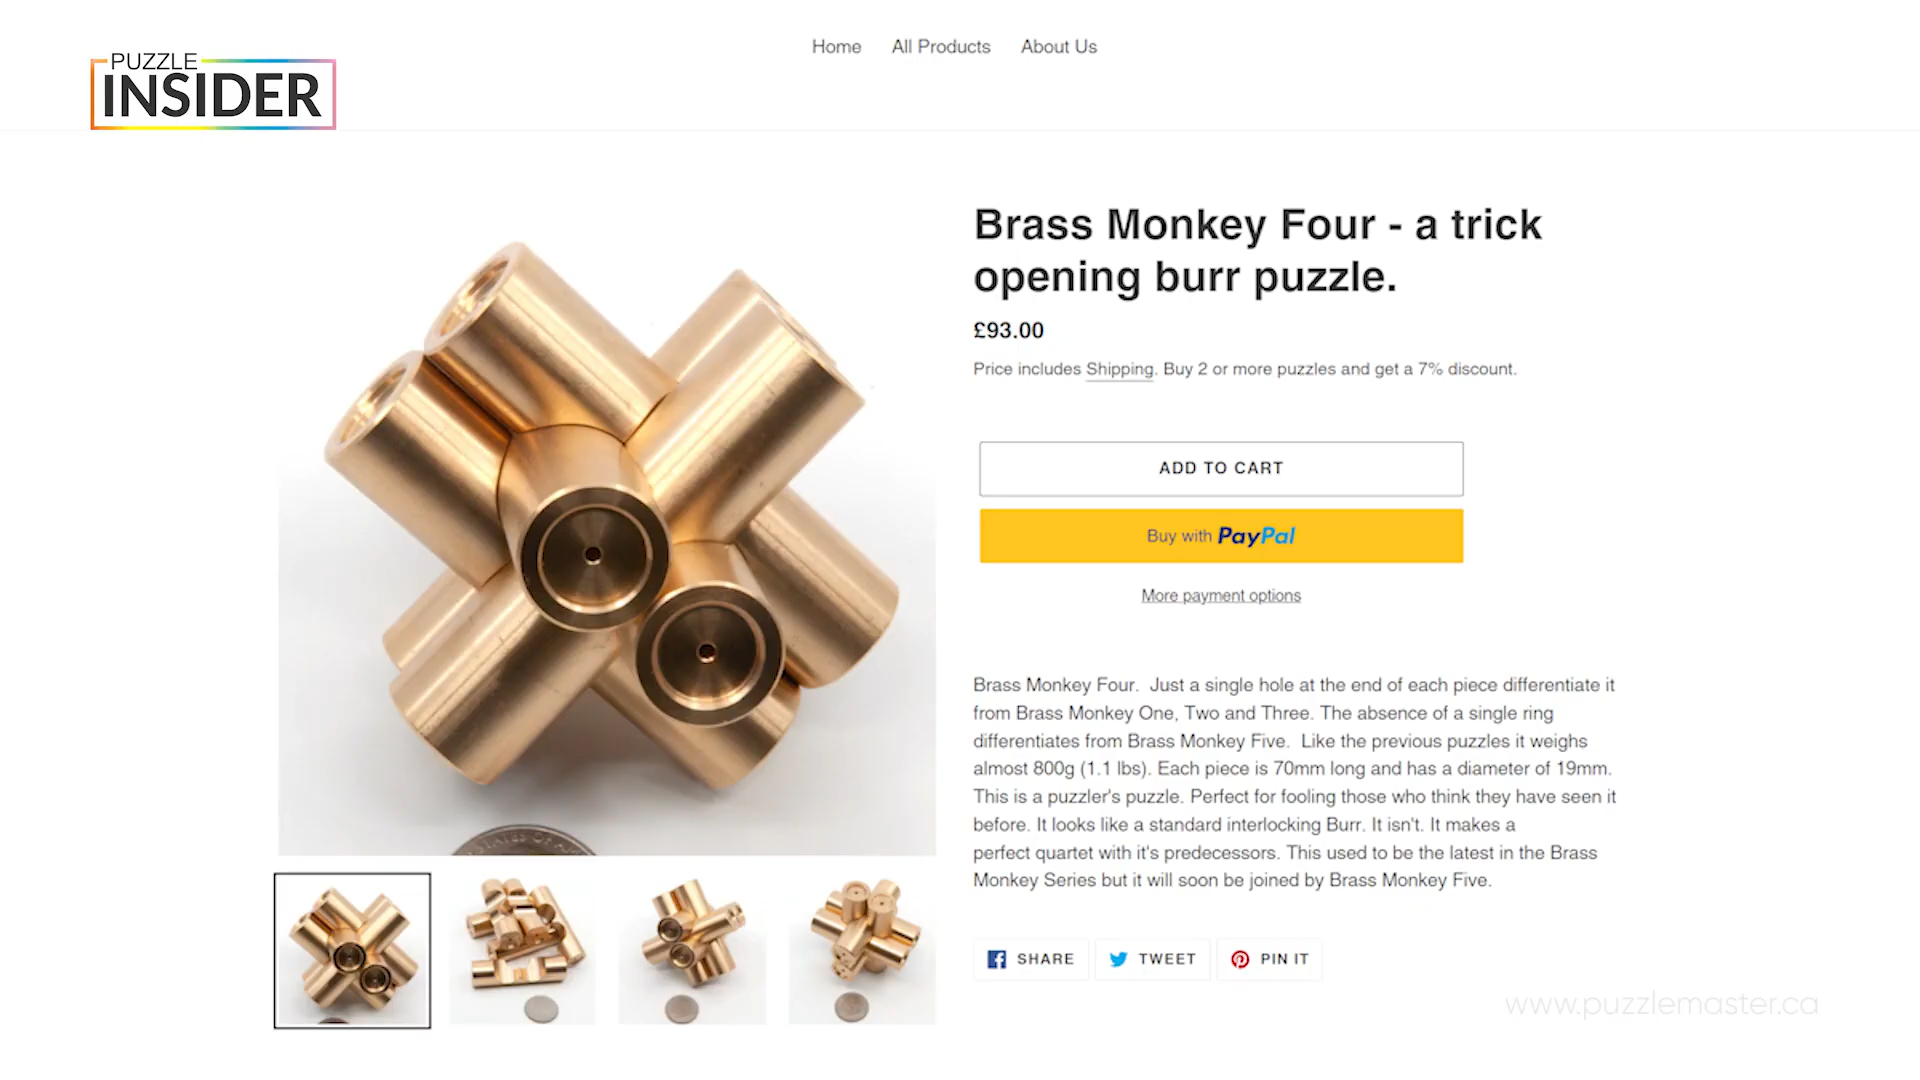 PUZZLE
INSIDER
Home All Products About Us
Brass Monkey Four - a trick
opening burr puzzle.
£93.00
Price includes Shipping. Buy 2 or more puzzles and get a 7% discount.
ADD TO CART
Buy with PayPal
More payment options
Brass Monkey Four. Just a single hole at the end of each piece differentiate it
from Brass Monkey One, Two and Three. The absence of a single ring
differentiates from Brass Monkey Five. Like the previous puzzles it weighs
almost 800g (1.1 lbs). Each piece is 70mm long and has a diameter of 19mm.
This is a puzzler's puzzle. Perfect for fooling those who think they have seen it
before. It looks like a standard interlocking Burr. It isn't. It makes a
perfect quartet with it's predecessors. This used to be the latest in the Brass
Monkey Series but it will soon be joined by Brass Monkey Five.
SHARE TWEET PIN IT
www.puzzlemaster.ca